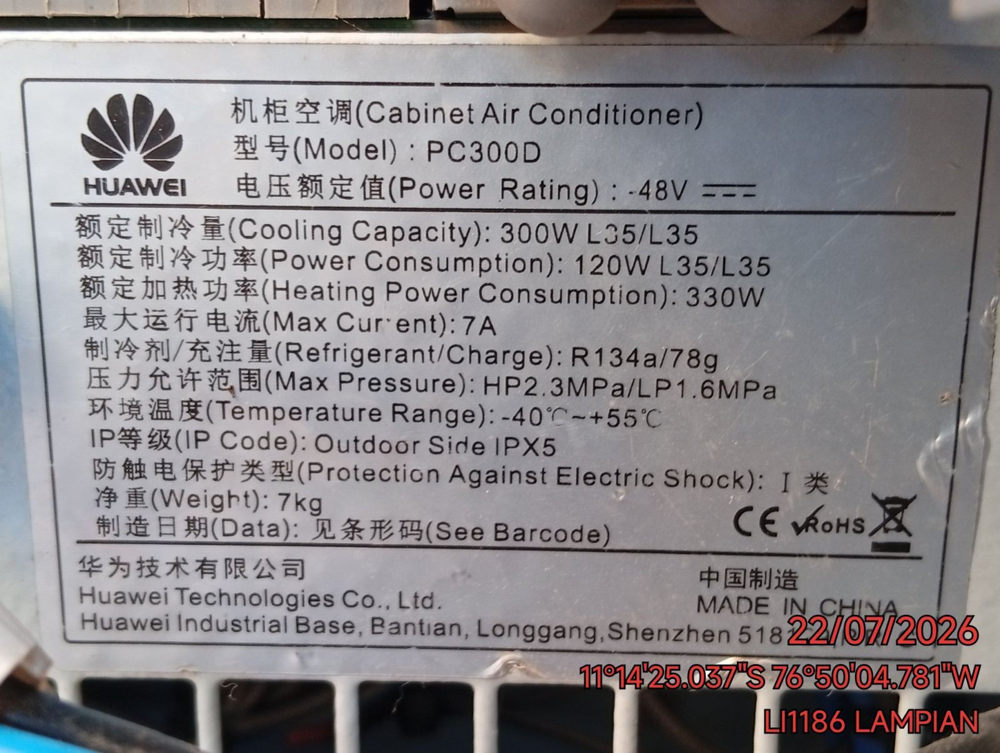 HUAWEI
机柜空调(Cabinet Air Conditioner)
型号(Model) : PC300D
电压额定值(Power Rating) : -48V
额定制冷量(Cooling Capacity): 300W L35/L35
额定制冷功率(Power Consumption): 120W L35/L35
额定加热功率(Heating Power Consumption): 330W
最大运行电流(Max Current): 7A
制冷剂/充注量(Refrigerant/Charge): R134a/78g
压力允许范围(Max Pressure): HP2.3MPa/LP1.6MPa
环境温度(Temperature Range): -40℃~+55℃
IP等级(IP Code): Outdoor Side IPX5
防触电保护类型(Protection Against Electric Shock): I 类
净重(Weight): 7kg
制造日期(Data): 见条形码(See Barcode)
CE RoHS
华为技术有限公司
中国制造
Huawei Technologies Co., Ltd.
MADE IN CHINA
Huawei Industrial Base, Bantian, Longgang,Shenzhen
22/07/2026
11°14'25.037"S 76°50'04.781"W
LI1186 LAMPIAN